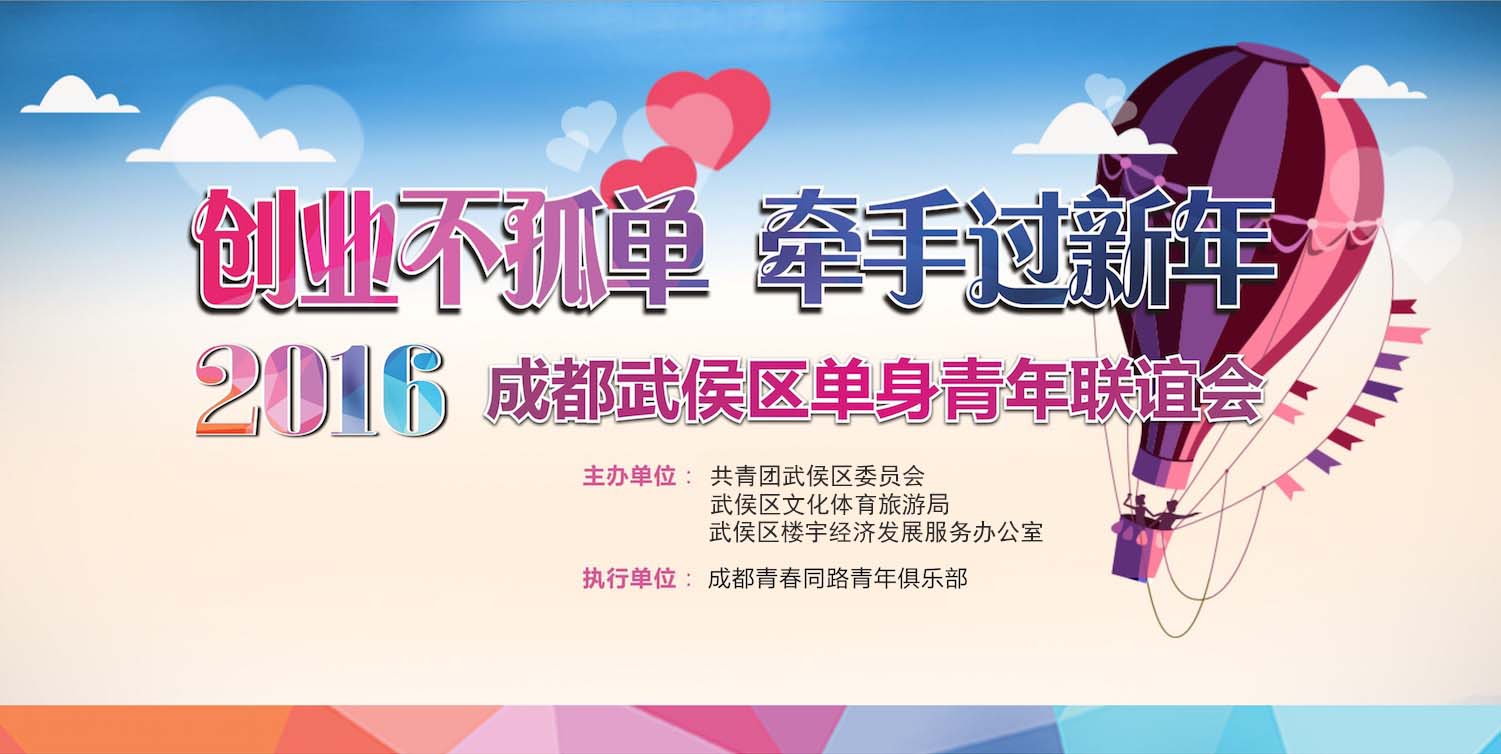 创业不孤单 牵手过新年
2016 成都武侯区单身青年联谊会
主办单位： 共青团武侯区委员会
武侯区文化体育旅游局
武侯区楼宇经济发展服务办公室
执行单位： 成都青春同路青年俱乐部